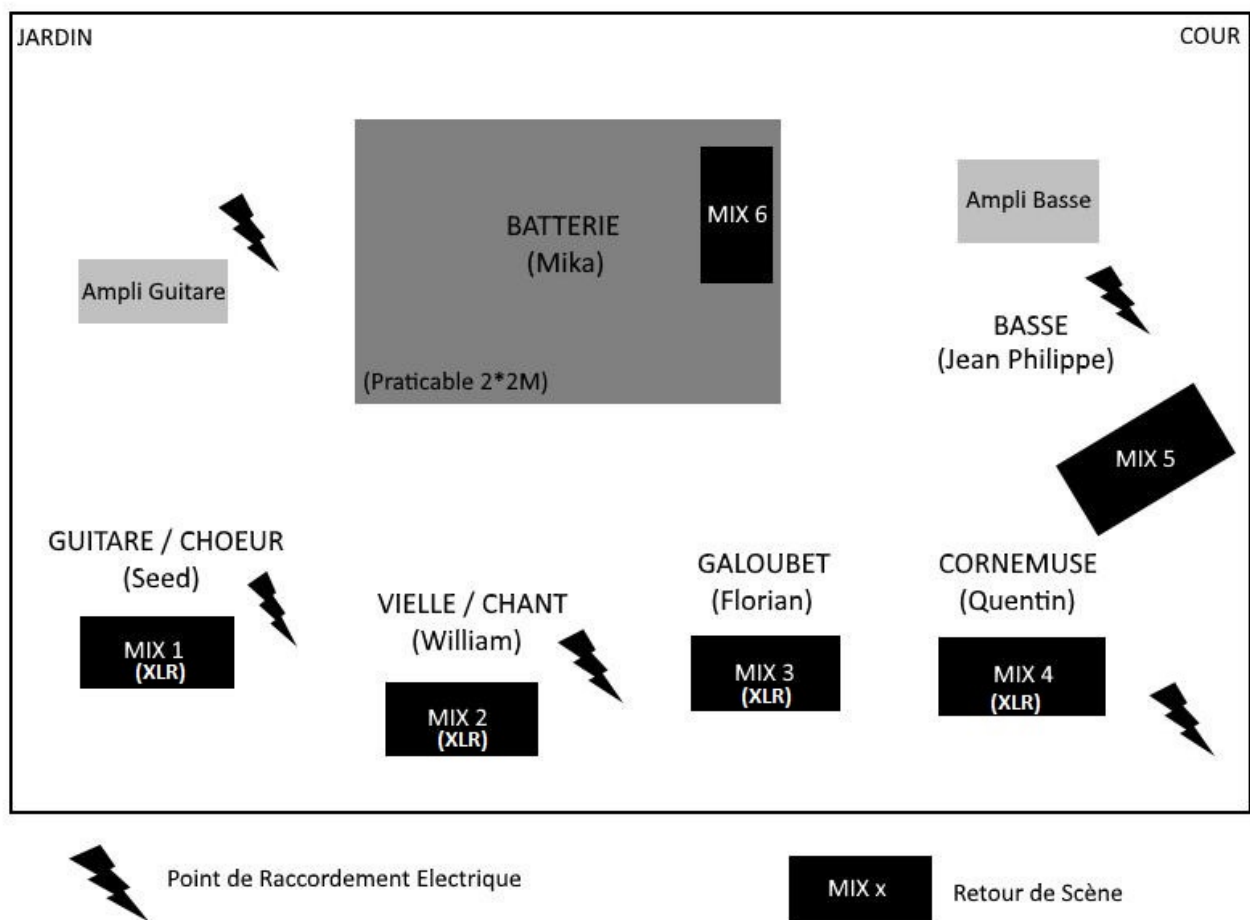 JARDIN
COUR
BATTERIE
(Mika)
MIX 6
Ampli Basse
Ampli Guitare
BASSE
(Jean Philippe)
(Praticable 2*2M)
MIX 5
GUITARE / CHOEUR
(Seed)
VIELLE / CHANT
(William)
GALOUBET
(Florian)
CORNEMUSE
(Quentin)
MIX 1
(XLR)
MIX 2
(XLR)
MIX 3
(XLR)
MIX 4
(XLR)
Point de Raccordement Electrique
MIX x
Retour de Scène